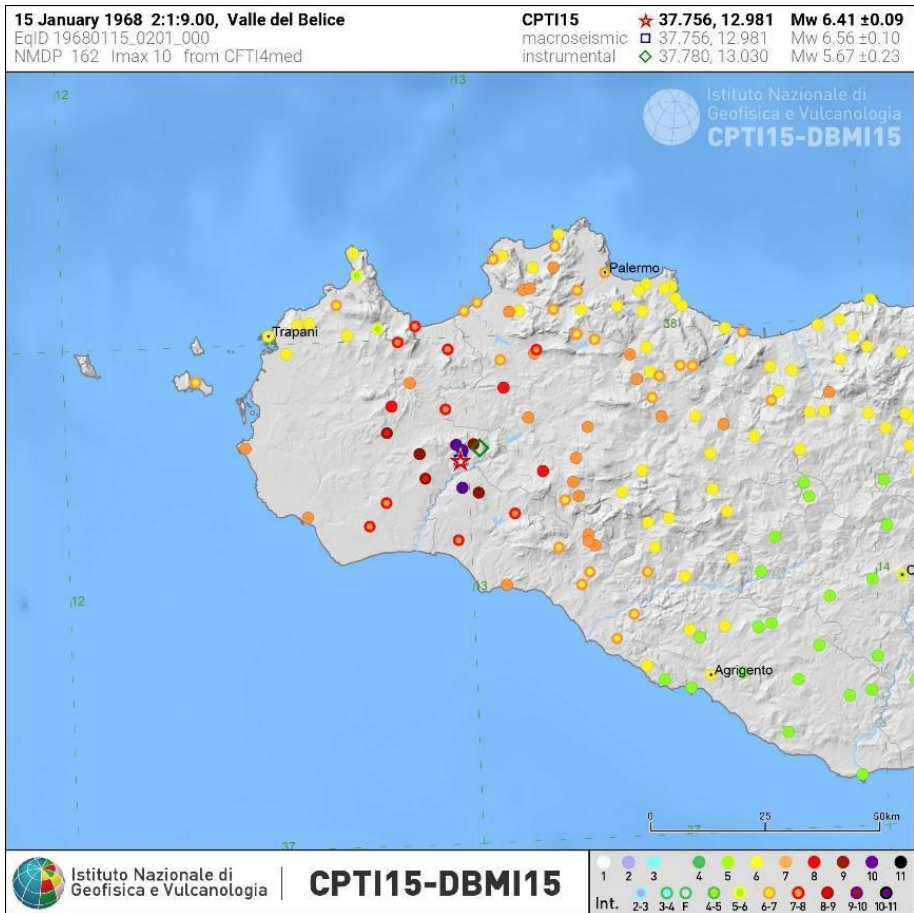 15 January 1968 2:1:9.00, Valle del Belice
EqID 19680115_0201_000
NMDP 162 Imax 10 from CFTI4med
CPTI15 37.756, 12.981 Mw 6.41 ±0.09
macroseismic 37.756, 12.981 Mw 6.56 ±0.10
instrumental 37.780, 13.030 Mw 5.67 ±0.23
12
13
Istituto Nazionale di
Geofisica e Vulcanologia
CPTI15-DBMI15
Palermo
Trapani
38
12
13
14
C
Agrigento
0 25 50km
37
37
Istituto Nazionale di
Geofisica e Vulcanologia
CPTI15-DBMI15
1 2 3 4 5 6 7 8 9 10 11
Int. 2-3 3-4 F 4-5 5-6 6-7 7-8 8-9 9-10 10-11